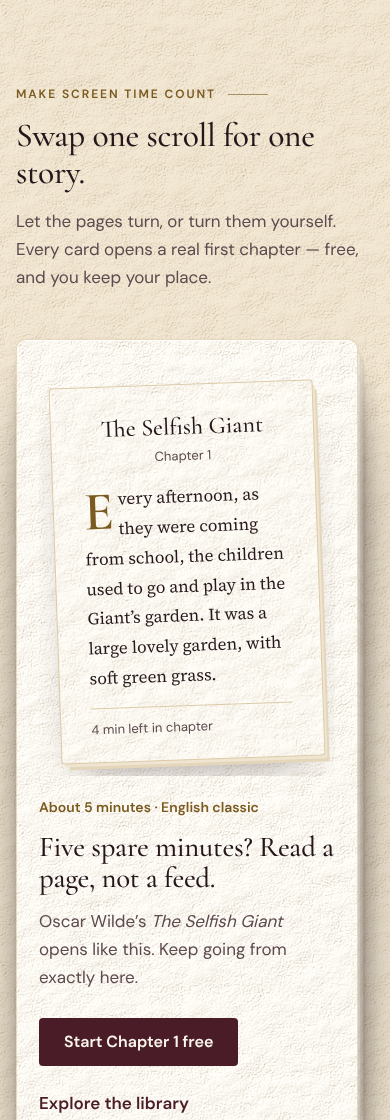 MAKE SCREEN TIME COUNT
Swap one scroll for one
story.
Let the pages turn, or turn them yourself.
Every card opens a real first chapter — free,
and you keep your place.
The Selfish Giant
Chapter 1
Every afternoon, as
they were coming
from school, the children
used to go and play in the
Giant’s garden. It was a
large lovely garden, with
soft green grass.
4 min left in chapter
About 5 minutes · English classic
Five spare minutes? Read a
page, not a feed.
Oscar Wilde’s The Selfish Giant
opens like this. Keep going from
exactly here.
Start Chapter 1 free
Explore the library